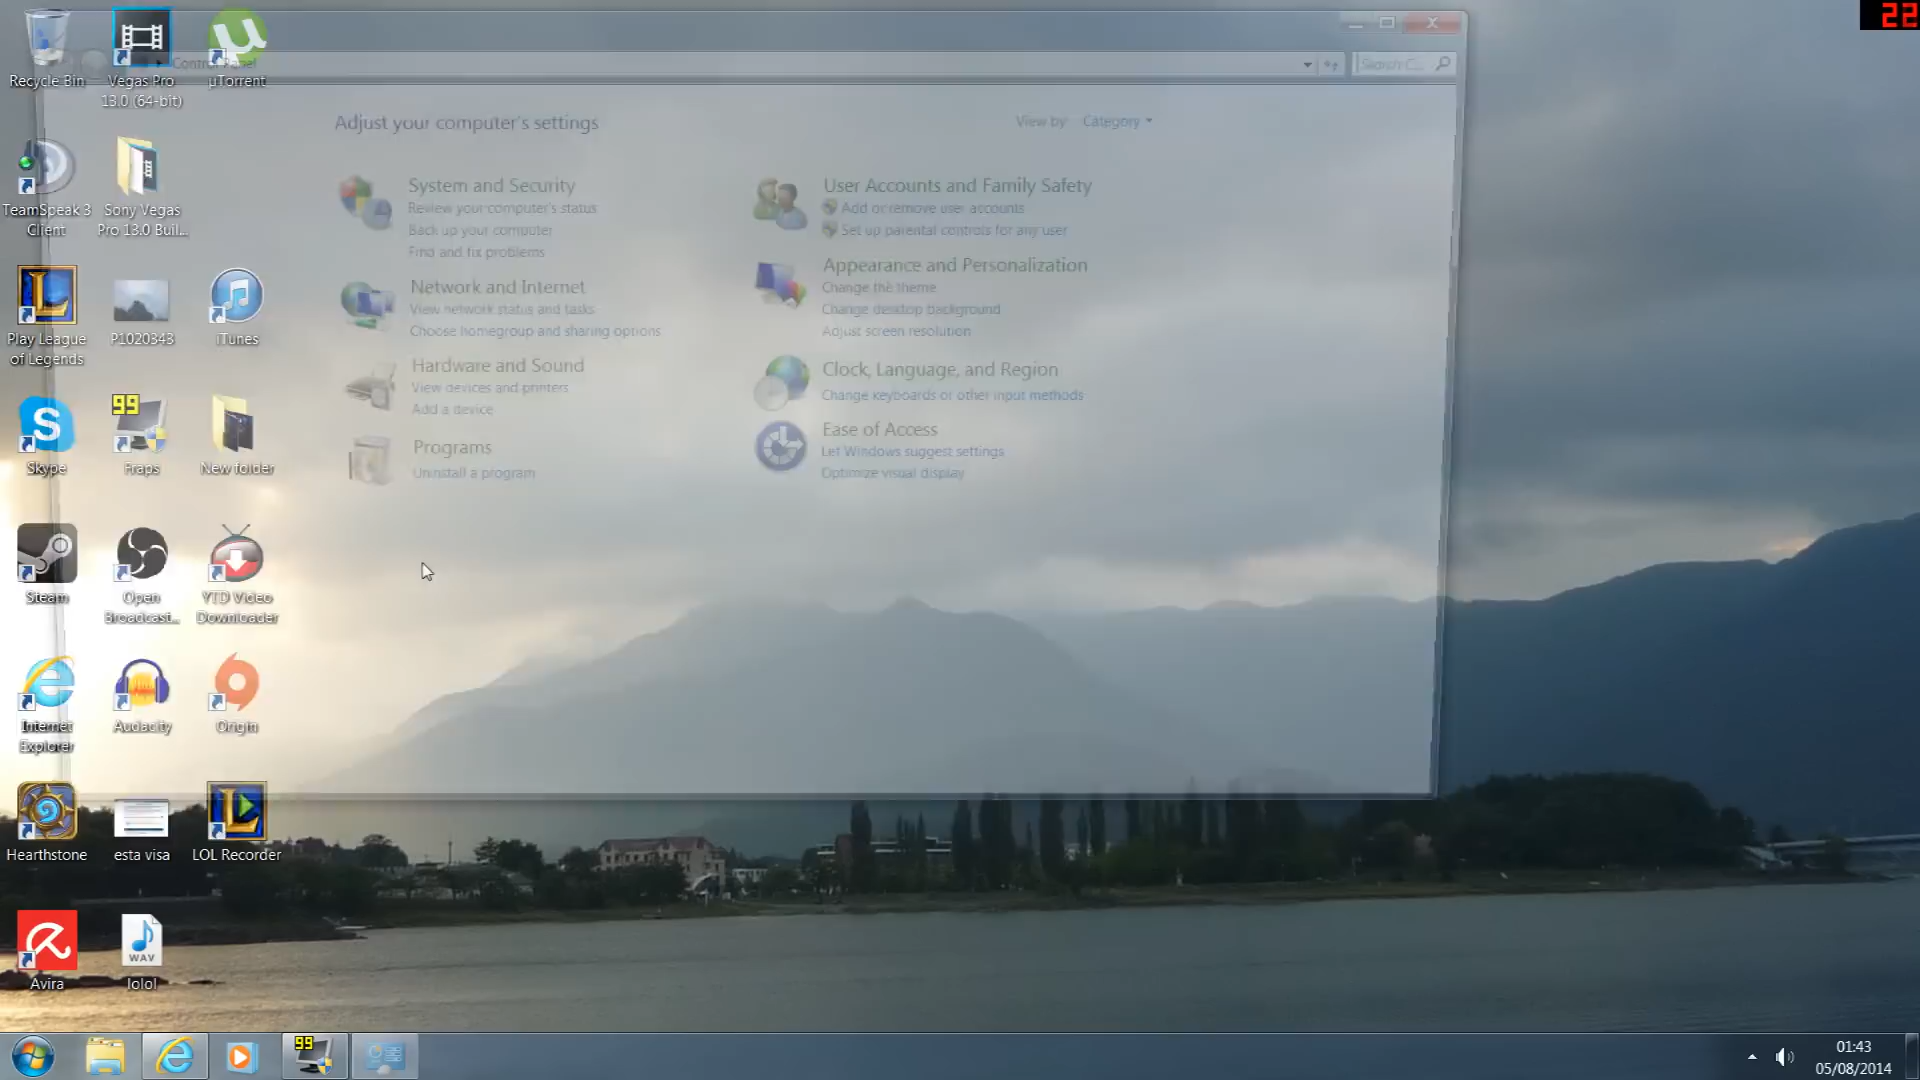 22
Recycle Bin
Vegas Pro
13.0 (64-bit)
µTorrent
TeamSpeak 3
Client
Sony Vegas
Pro 13.0 Buil...
Play League
of Legends
P1020343
iTunes
Skype
99
Fraps
New folder
Steam
Open
Broadcast...
YTD Video
Downloader
Internet
Explorer
Audacity
Origin
Hearthstone
esta visa
LOL Recorder
Avira
WAV
lolol
Control Panel
Search C...
Adjust your computer's settings
View by: Category
System and Security
Review your computer's status
Back up your computer
Find and fix problems
Network and Internet
View network status and tasks
Choose homegroup and sharing options
Hardware and Sound
View devices and printers
Add a device
Programs
Uninstall a program
User Accounts and Family Safety
Add or remove user accounts
Set up parental controls for any user
Appearance and Personalization
Change the theme
Change desktop background
Adjust screen resolution
Clock, Language, and Region
Change keyboards or other input methods
Ease of Access
Let Windows suggest settings
Optimize visual display
99
01:43
05/08/2014